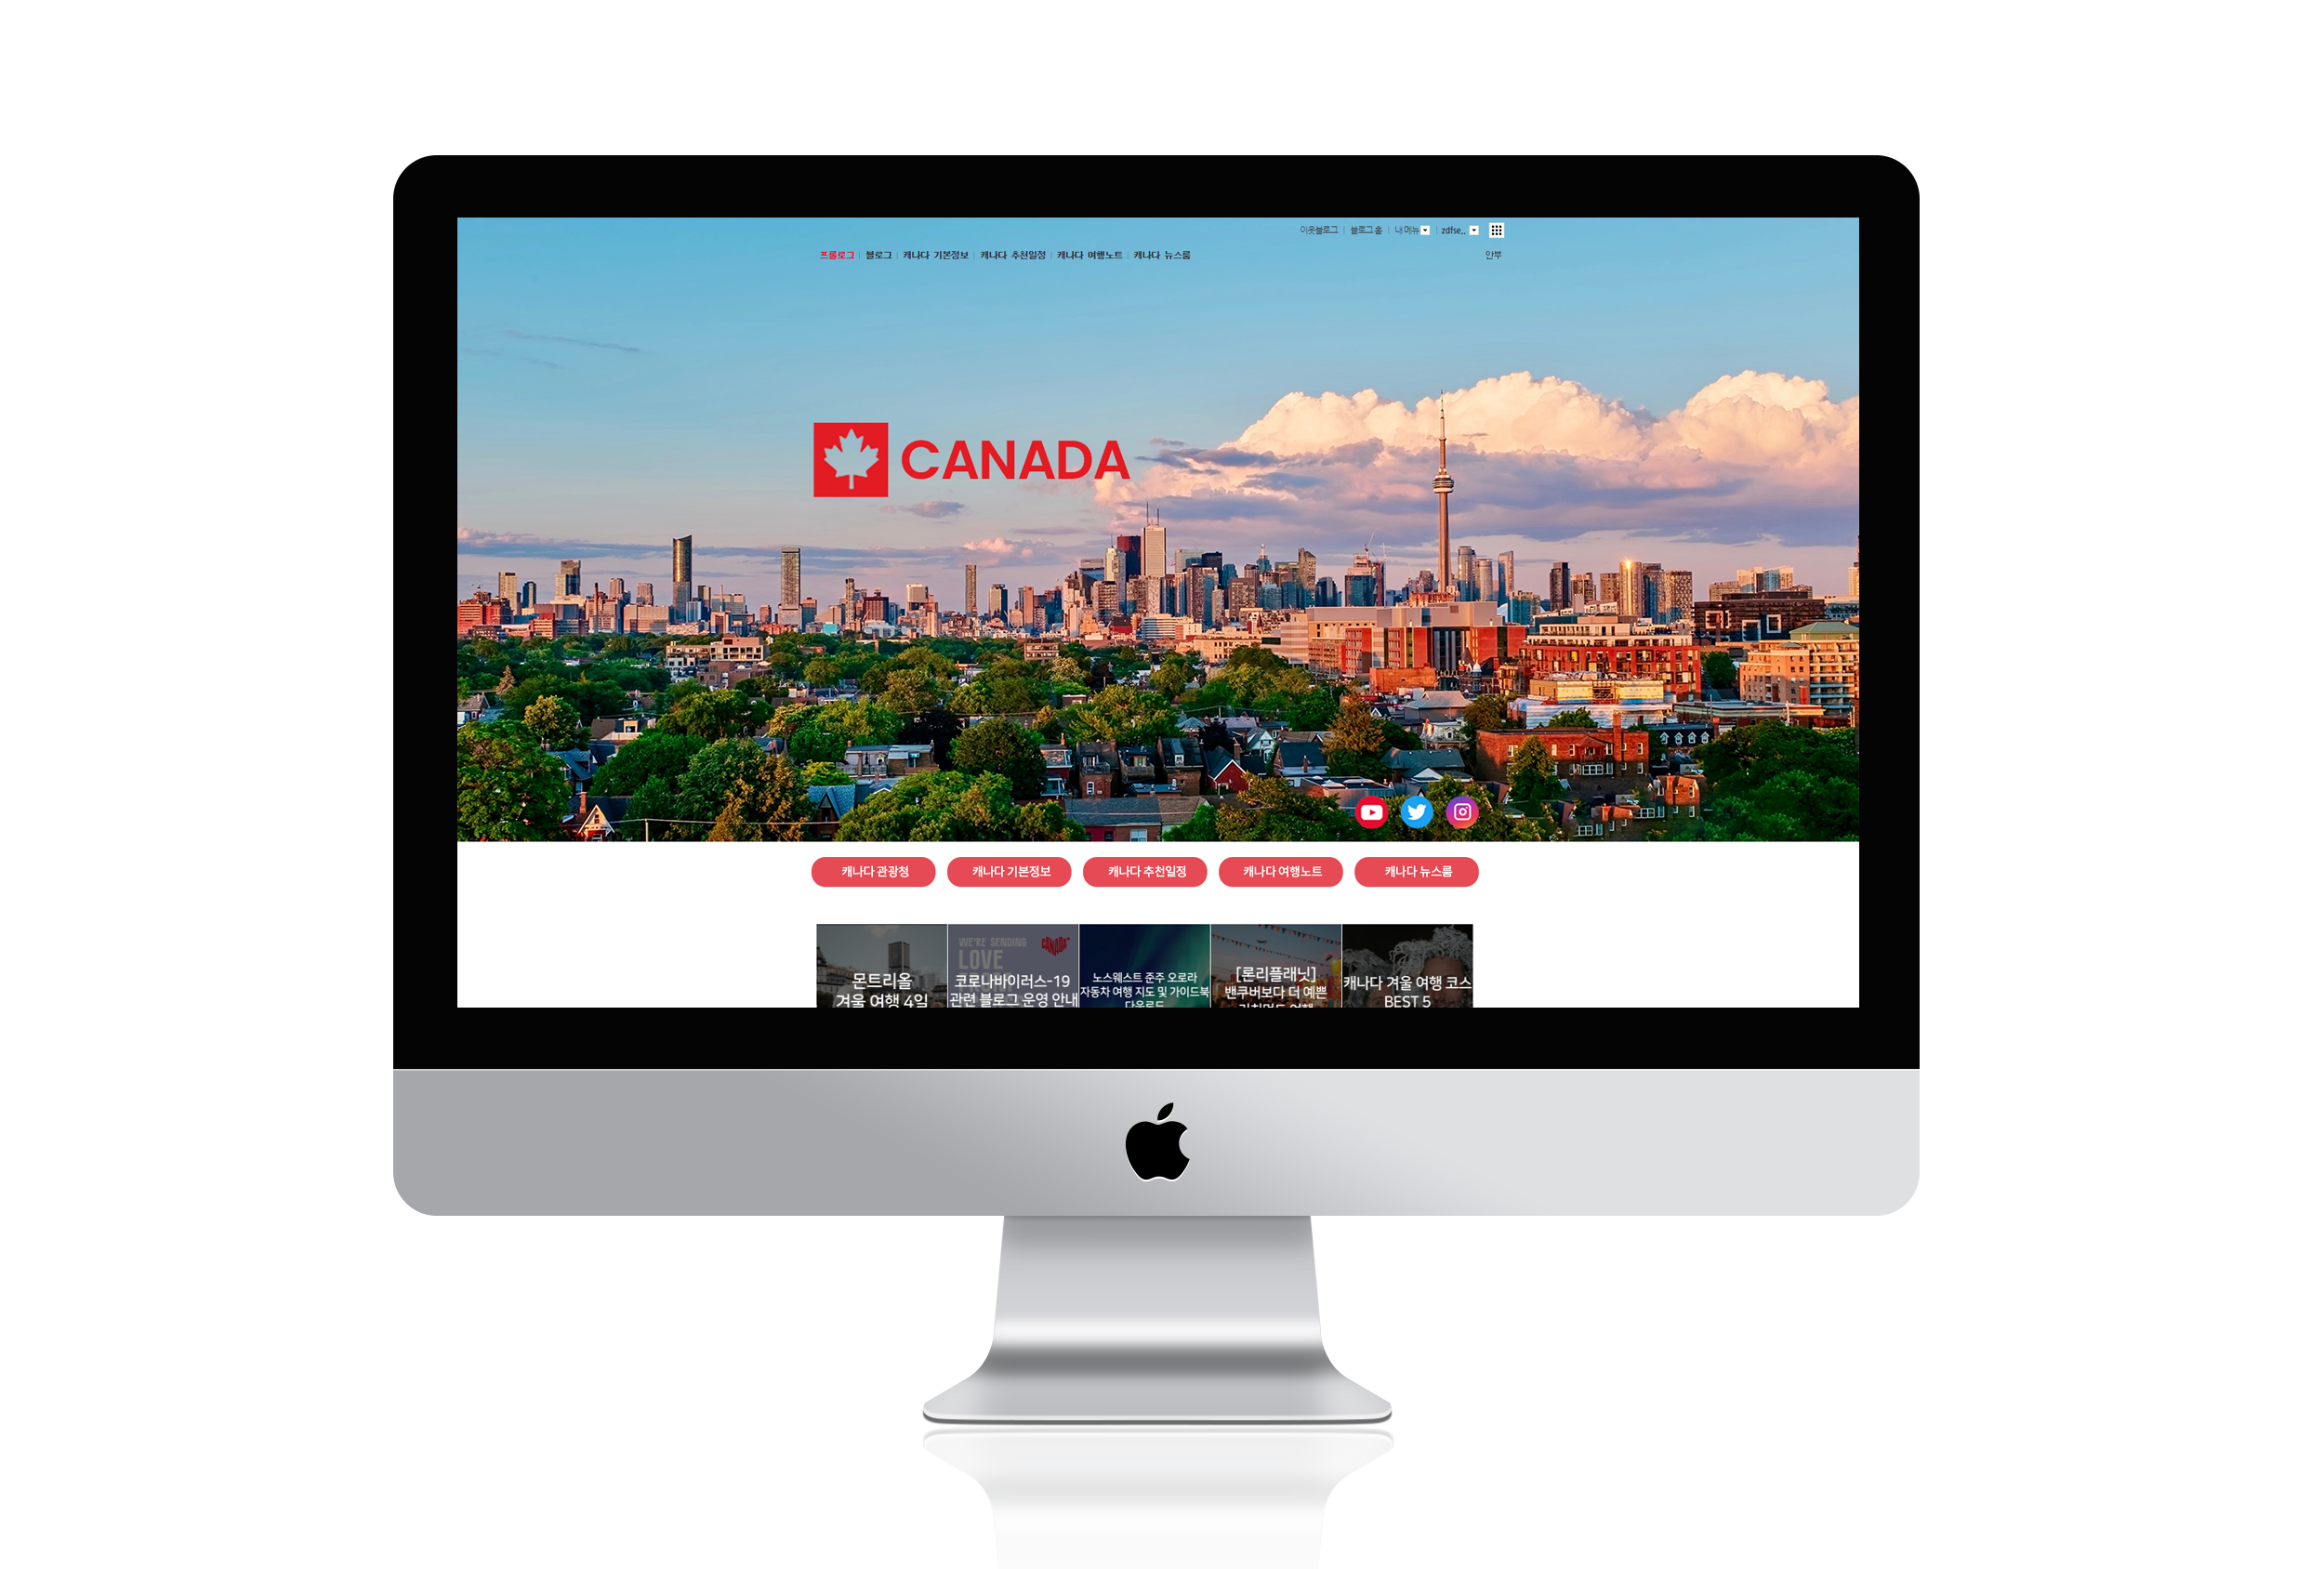 이웃블로그 | 블로그 홈 | 내 메뉴 | zdfse..
프롤로그 | 블로그 | 캐나다 기본정보 | 캐나다 추천일정 | 캐나다 여행노트 | 캐나다 뉴스룸
안부
CANADA
캐나다 관광청
캐나다 기본정보
캐나다 추천일정
캐나다 여행노트
캐나다 뉴스룸
몬트리올
겨울 여행 4일
WE'RE SENDING
LOVE
CANADA
코로나바이러스-19
관련 블로그 운영 안내
노스웨스트 준주 오로라
자동차 여행 지도 및 가이드북
다운로드
[론리플래닛]
밴쿠버보다 더 예쁜
캐나다 겨울 여행 코스
BEST 5